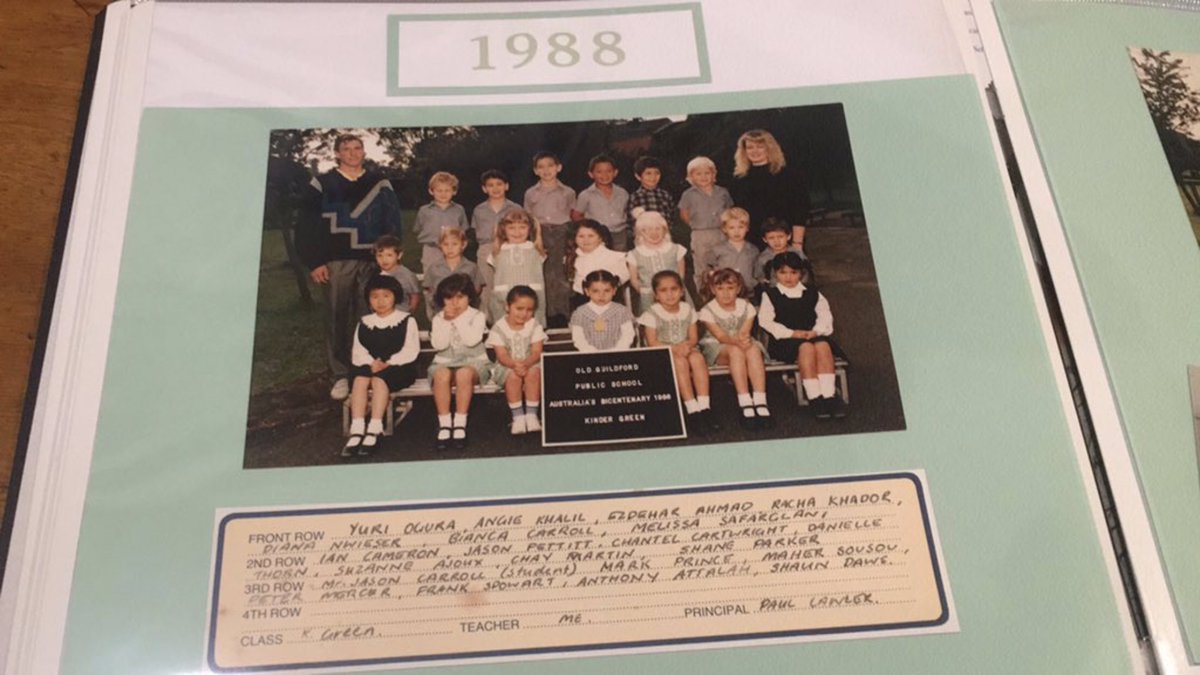 1988
OLD GUILDFORD
PUBLIC SCHOOL
AUSTRALIA'S BICENTENARY 1988
KINDER GREEN
FRONT ROW YURI OGURA, ANGIE KHALIL, EZDEHAR AHMAD, RACHA KHADOR,
DIANA NWIESER, BIANCA CARROLL, MELISSA SAFARGLANI
2ND ROW IAN CAMERON, JASON PETTITT, CHANTEL CARTWRIGHT, DANIELLE
THORN, SUZANNE AJOUX, CHAY MARTIN, SHANE PARKER
3RD ROW Mr. JASON CARROLL (student) MARK PRINCE, MAHER SOUSOU,
PETER MERCER, FRANK SPOWART, ANTHONY ATTALAH, SHAUN DAWE.
4TH ROW
CLASS K Green. TEACHER ME. PRINCIPAL PAUL LAWLER.